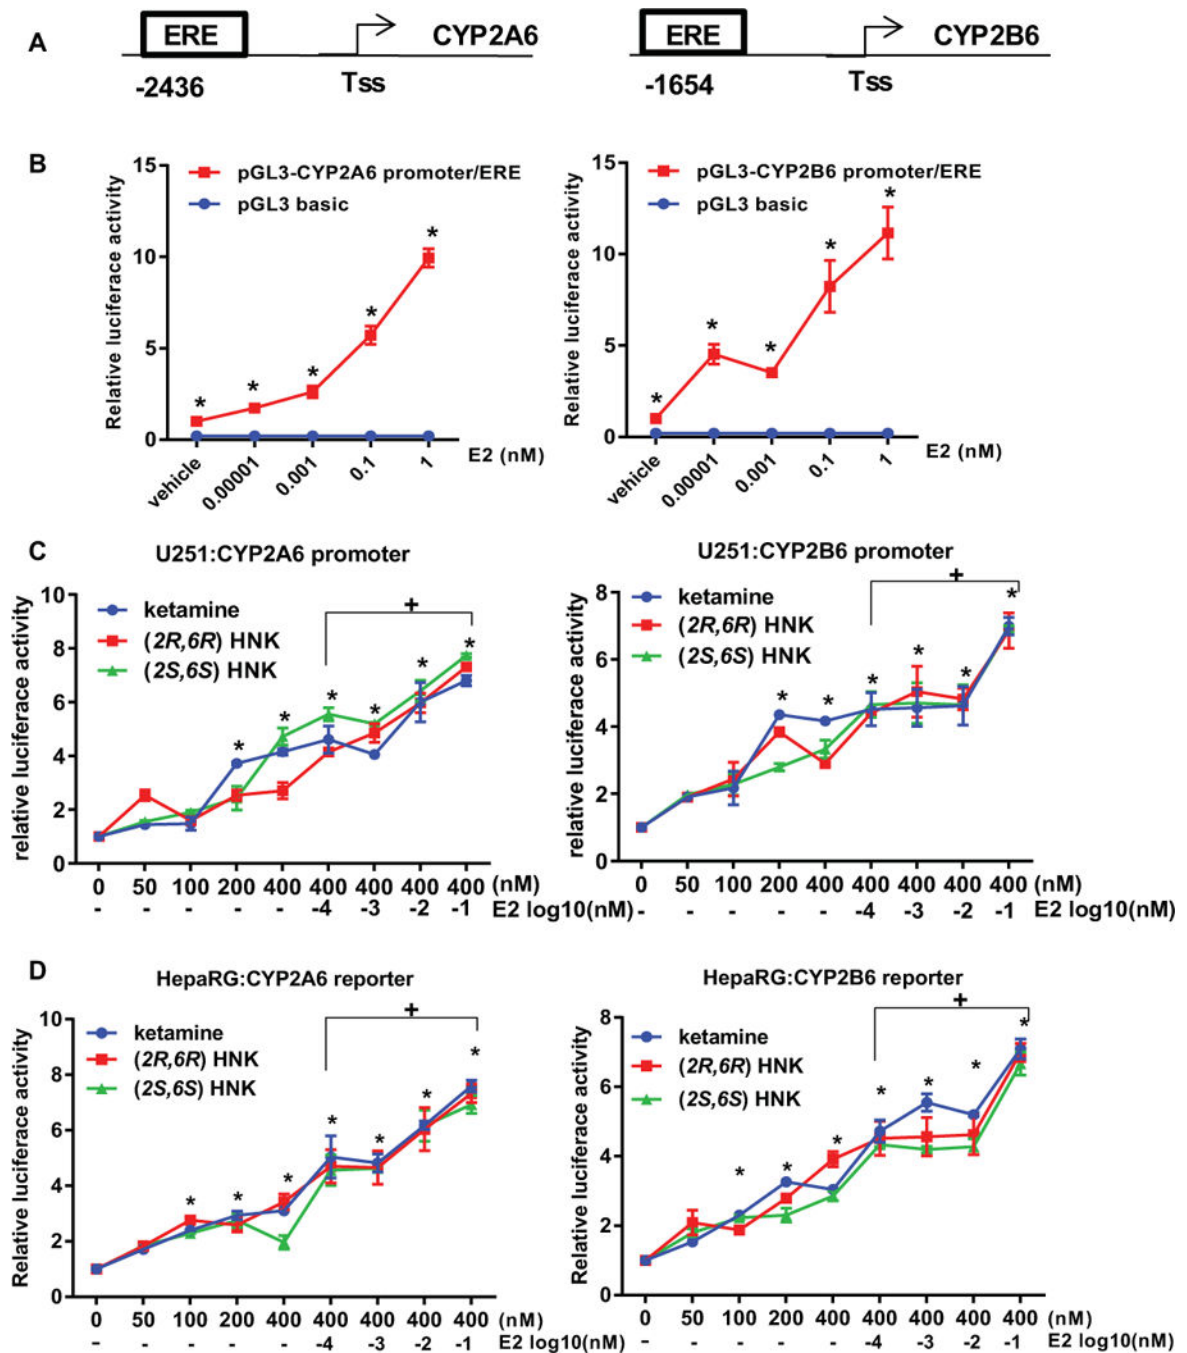 A
ERE
CYP2A6
ERE
CYP2B6
-2436
Tss
-1654
Tss
B
15
10
5
0
Relative luciferace activity
pGL3-CYP2A6 promoter/ERE
pGL3 basic
* * * * *
vehicle
0.00001
0.001
0.1
1
E2 (nM)
15
10
5
0
Relative luciferace activity
pGL3-CYP2B6 promoter/ERE
pGL3 basic
* * * * *
vehicle
0.00001
0.001
0.1
1
E2 (nM)
C
U251:CYP2A6 promoter
10
8
6
4
2
0
relative luciferace activity
ketamine
(2R,6R) HNK
(2S,6S) HNK
+
* * * * * *
0 50 100 200 400 400 400 400 400 (nM)
- - - - - -4 -3 -2 -1 E2 log10(nM)
U251:CYP2B6 promoter
8
6
4
2
0
relative luciferace activity
ketamine
(2R,6R) HNK
(2S,6S) HNK
+
* * * * * *
0 50 100 200 400 400 400 400 400 (nM)
- - - - - -4 -3 -2 -1 E2 log10(nM)
D
HepaRG:CYP2A6 reporter
10
8
6
4
2
0
Relative luciferace activity
ketamine
(2R,6R) HNK
(2S,6S) HNK
+
* * * * * * *
0 50 100 200 400 400 400 400 400 (nM)
- - - - - -4 -3 -2 -1 E2 log10(nM)
HepaRG:CYP2B6 reporter
8
6
4
2
0
Relative luciferace activity
ketamine
(2R,6R) HNK
(2S,6S) HNK
+
* * * * * * *
0 50 100 200 400 400 400 400 400 (nM)
- - - - - -4 -3 -2 -1 E2 log10(nM)